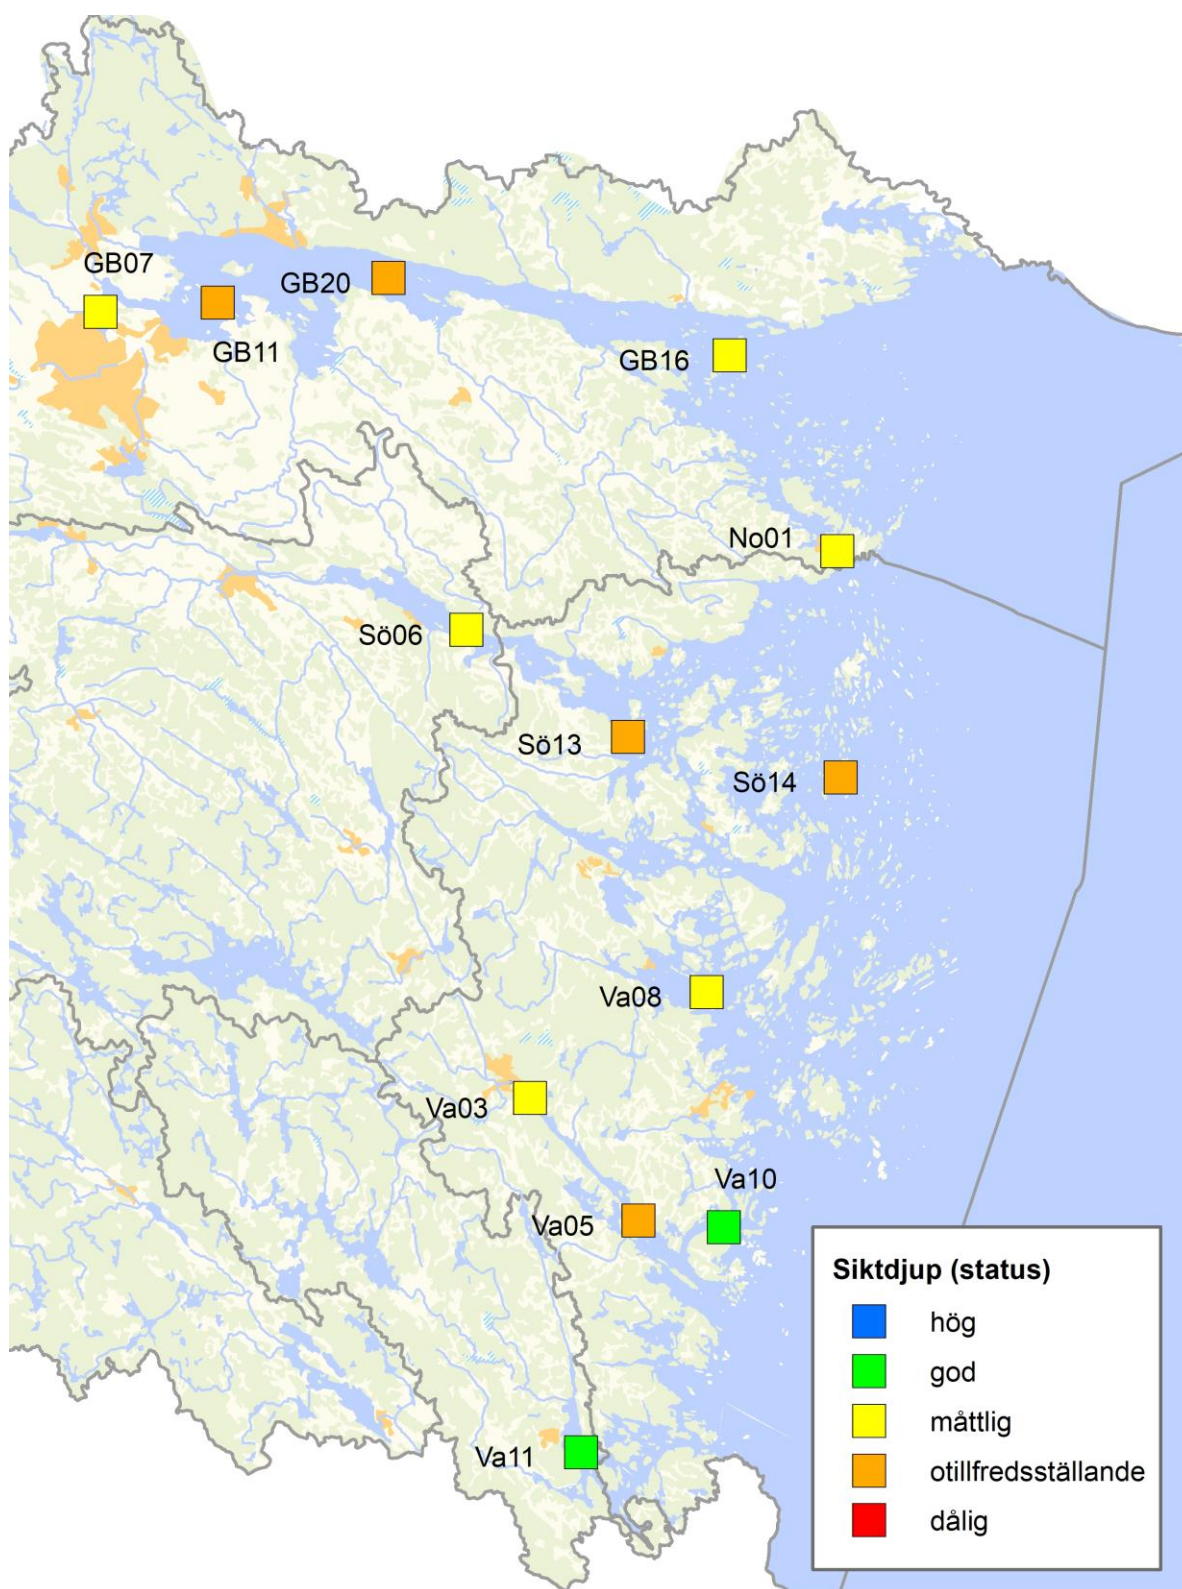 GB07
GB20
GB11
GB16
No01
Sö06
Sö13
Sö14
Va08
Va03
Va10
Va05
Va11
Siktdjup (status)
hög
god
måttlig
otillfredsställande
dålig